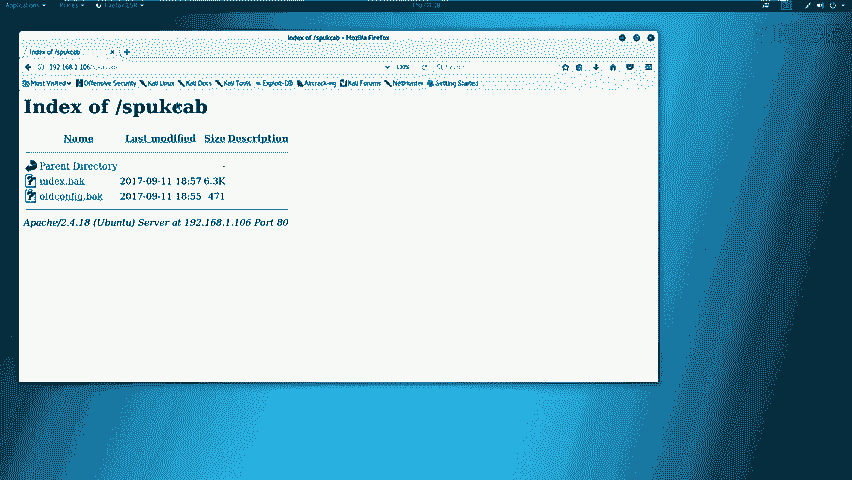 Applications Places Firefox ESR
Index of /spukcab - Mozilla Firefox
Index of /spukcab
192.168.1.106 100%
Most Visited Offensive Security Kali Linux Kali Docs Kali Tools Exploit-DB Aircrack-ng Kali Forums NetHunter Getting Started
Index of /spukcab
Name Last modified Size Description
Parent Directory -
index.bak 2017-09-11 18:57 6.3K
oldconfig.bak 2017-09-11 18:55 471
Apache/2.4.18 (Ubuntu) Server at 192.168.1.106 Port 80